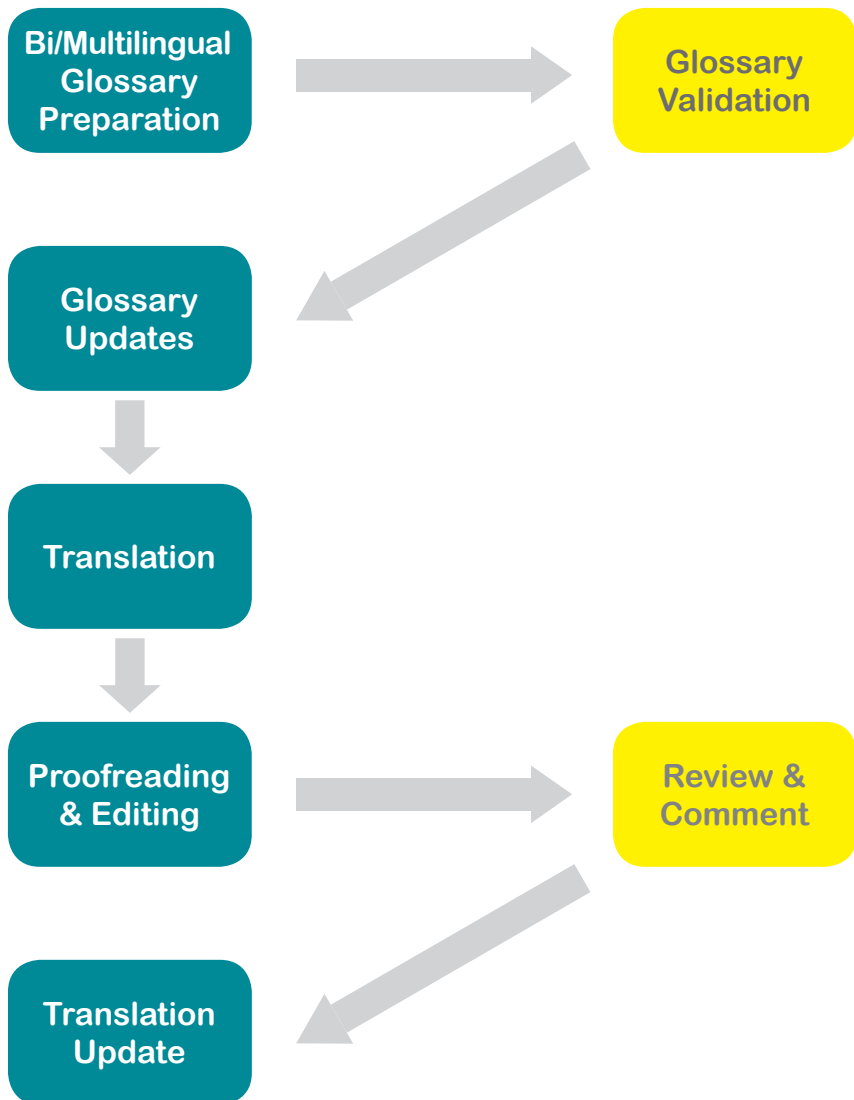 Bi/Multilingual
Glossary
Preparation
Glossary
Validation
Glossary
Updates
Translation
Proofreading
& Editing
Review &
Comment
Translation
Update